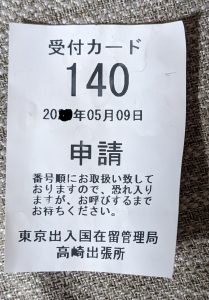 受付カード
140
20 年05月09日
申請
番号順にお取扱い致して
おりますので、恐れ入り
ますが、お呼びするまで
お待ちください。
東京出入国在留管理局
高崎出張所